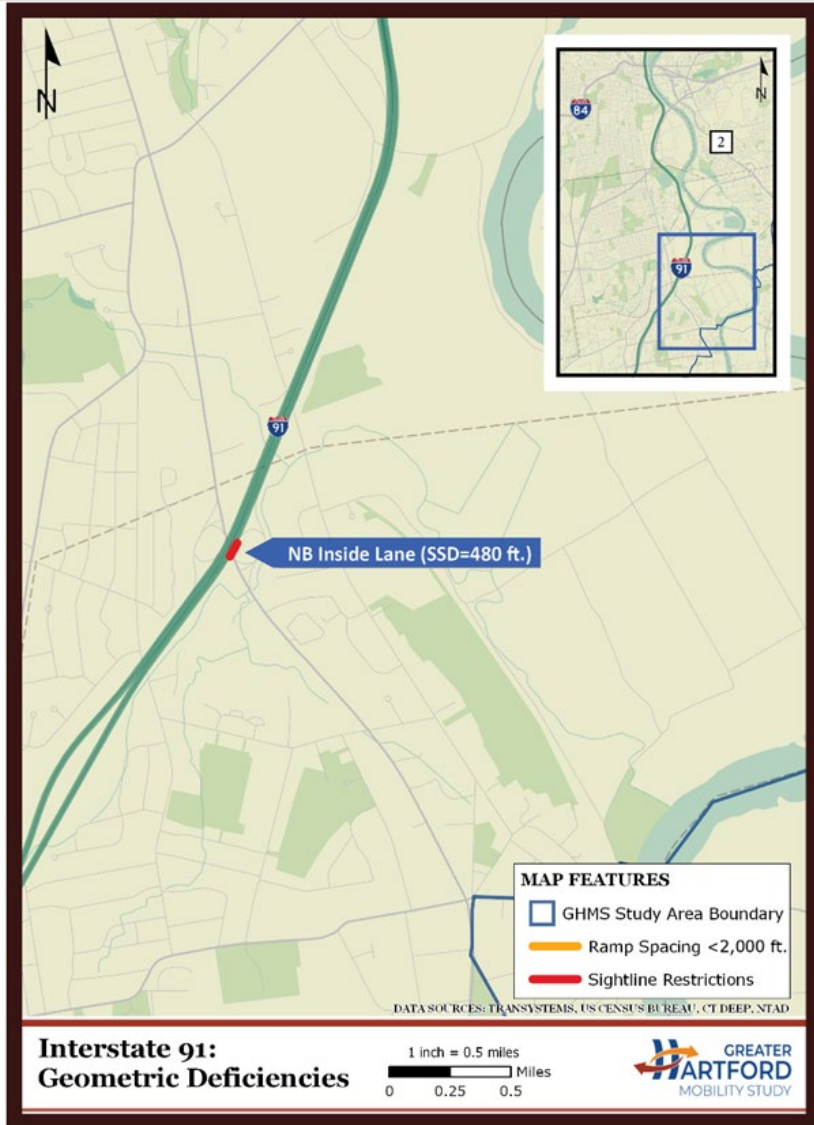 N
N
84
2
91
91
NB Inside Lane (SSD=480 ft.)
MAP FEATURES
GHMS Study Area Boundary
Ramp Spacing <2,000 ft.
Sightline Restrictions
DATA SOURCES: TRANSYSTEMS, US CENSUS BUREAU, CT DEEP, NTAD
Interstate 91:
Geometric Deficiencies
1 inch = 0.5 miles
Miles
0 0.25 0.5
GREATER
HARTFORD
MOBILITY STUDY